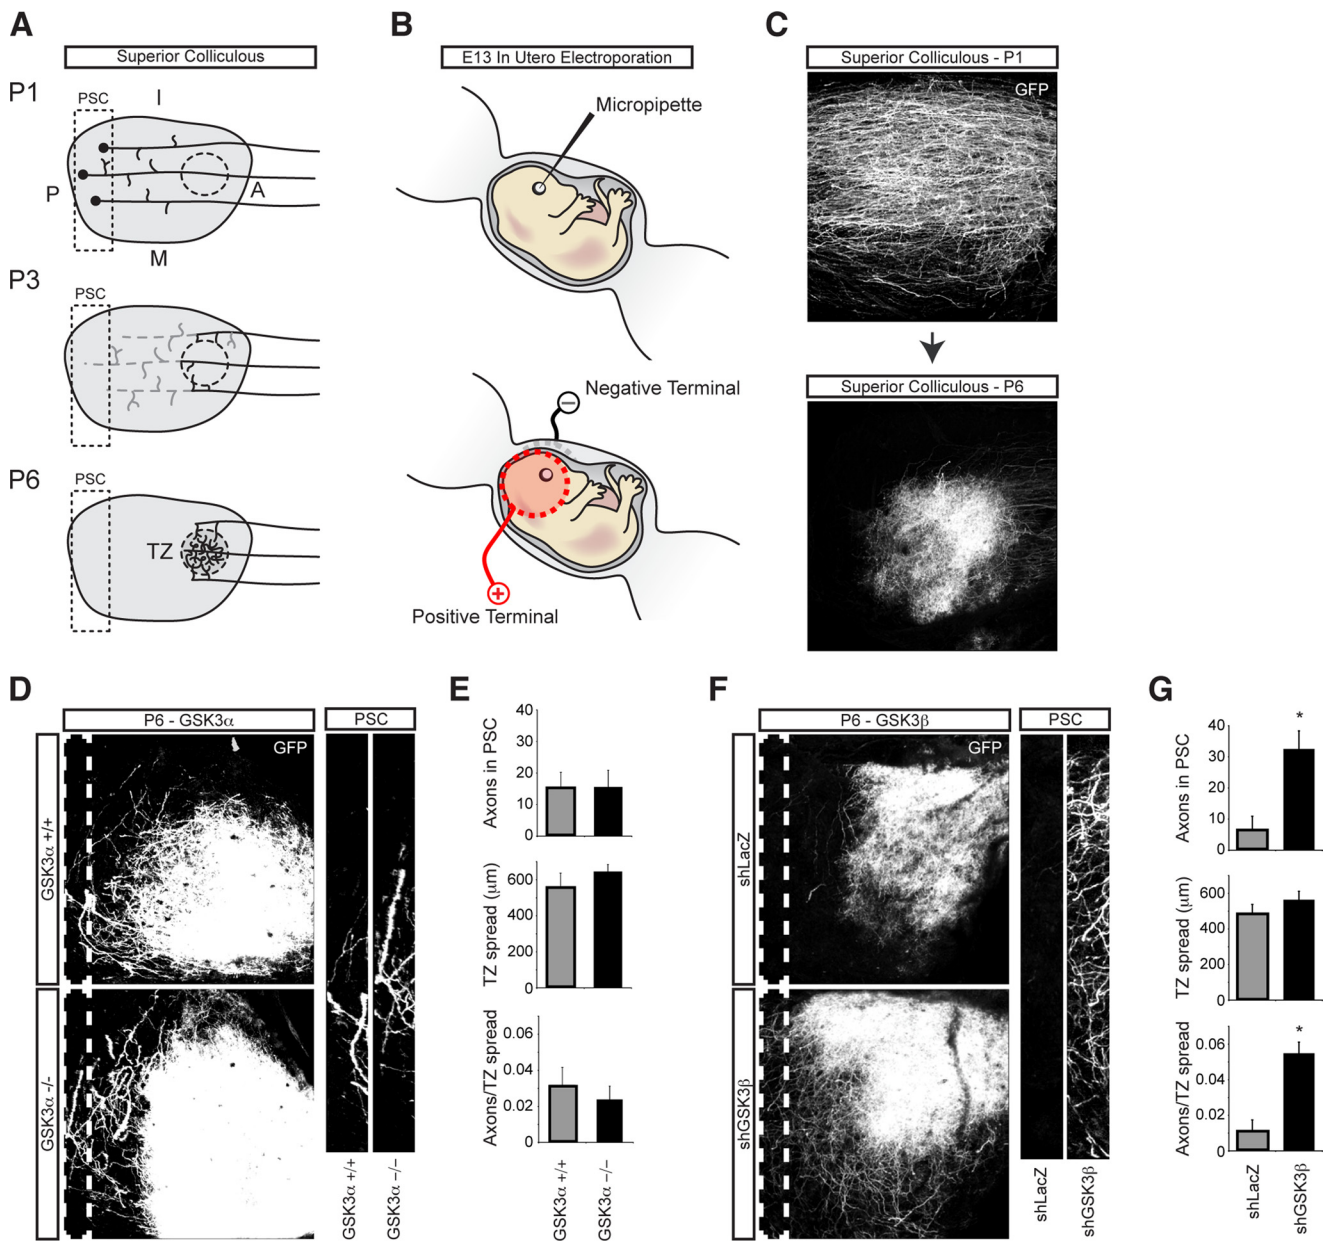 A
Superior Colliculous
P1
PSC
I
P
A
M
P3
PSC
P6
PSC
TZ
B
E13 In Utero Electroporation
Micropipette
Negative Terminal
−
+
Positive Terminal
C
Superior Colliculous - P1
GFP
Superior Colliculous - P6
D
P6 - GSK3α
PSC
GFP
GSK3α +/+
GSK3α -/-
GSK3α +/+
GSK3α -/-
E
Axons in PSC
40
30
20
10
0
TZ spread (μm)
600
400
200
0
Axons/TZ spread
0.06
0.04
0.02
0
GSK3α +/+
GSK3α -/-
F
P6 - GSK3β
PSC
GFP
shLacZ
shGSK3β
shLacZ
shGSK3β
G
Axons in PSC
40
30
20
10
0
*
TZ spread (μm)
600
400
200
0
Axons/TZ spread
0.06
0.04
0.02
0
*
shLacZ
shGSK3β